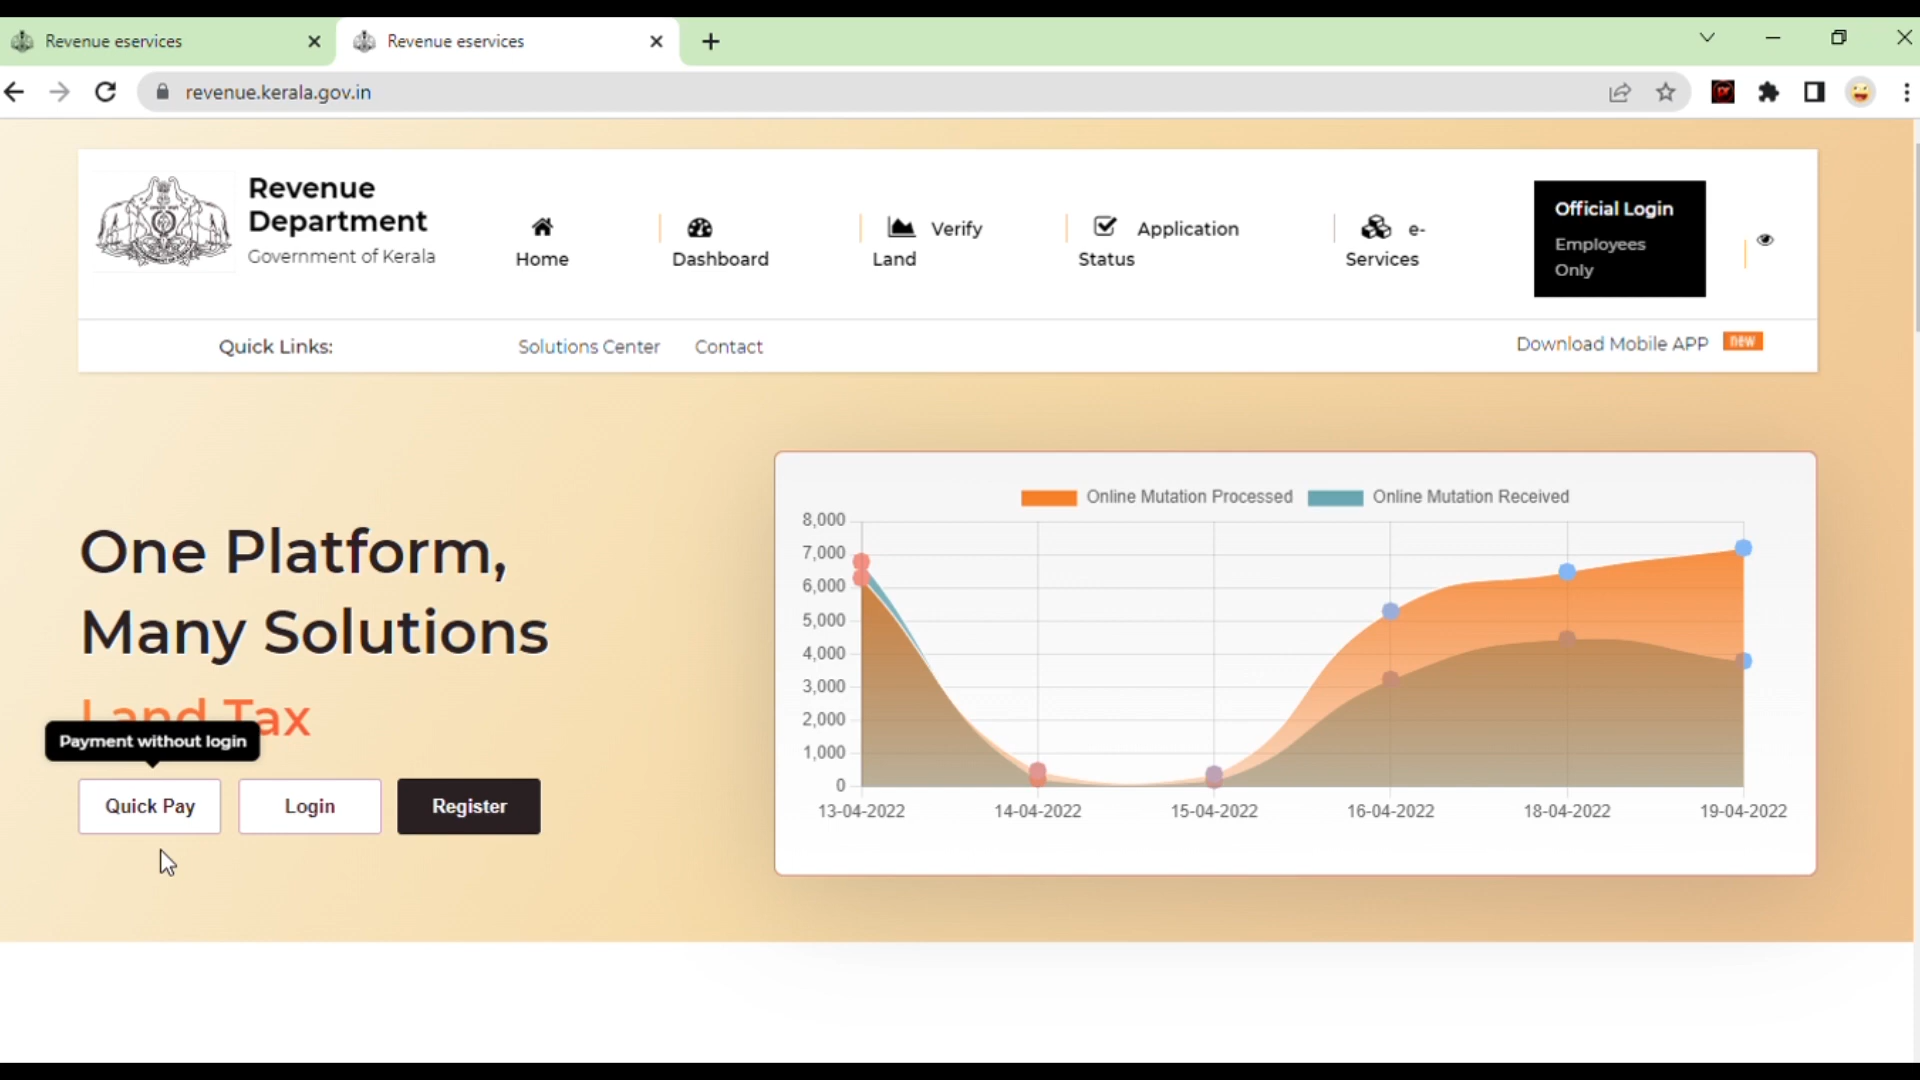 Revenue eservices
Revenue eservices
revenue.kerala.gov.in
Revenue
Department
Government of Kerala
Home
Dashboard
Verify
Land
Application
Status
e-
Services
Official Login
Employees
Only
Quick Links:
Solutions Center
Contact
Download Mobile APP
new
One Platform,
Many Solutions
Land Tax
Payment without login
Quick Pay
Login
Register
Online Mutation Processed
Online Mutation Received
8,000
7,000
6,000
5,000
4,000
3,000
2,000
1,000
0
13-04-2022
14-04-2022
15-04-2022
16-04-2022
18-04-2022
19-04-2022